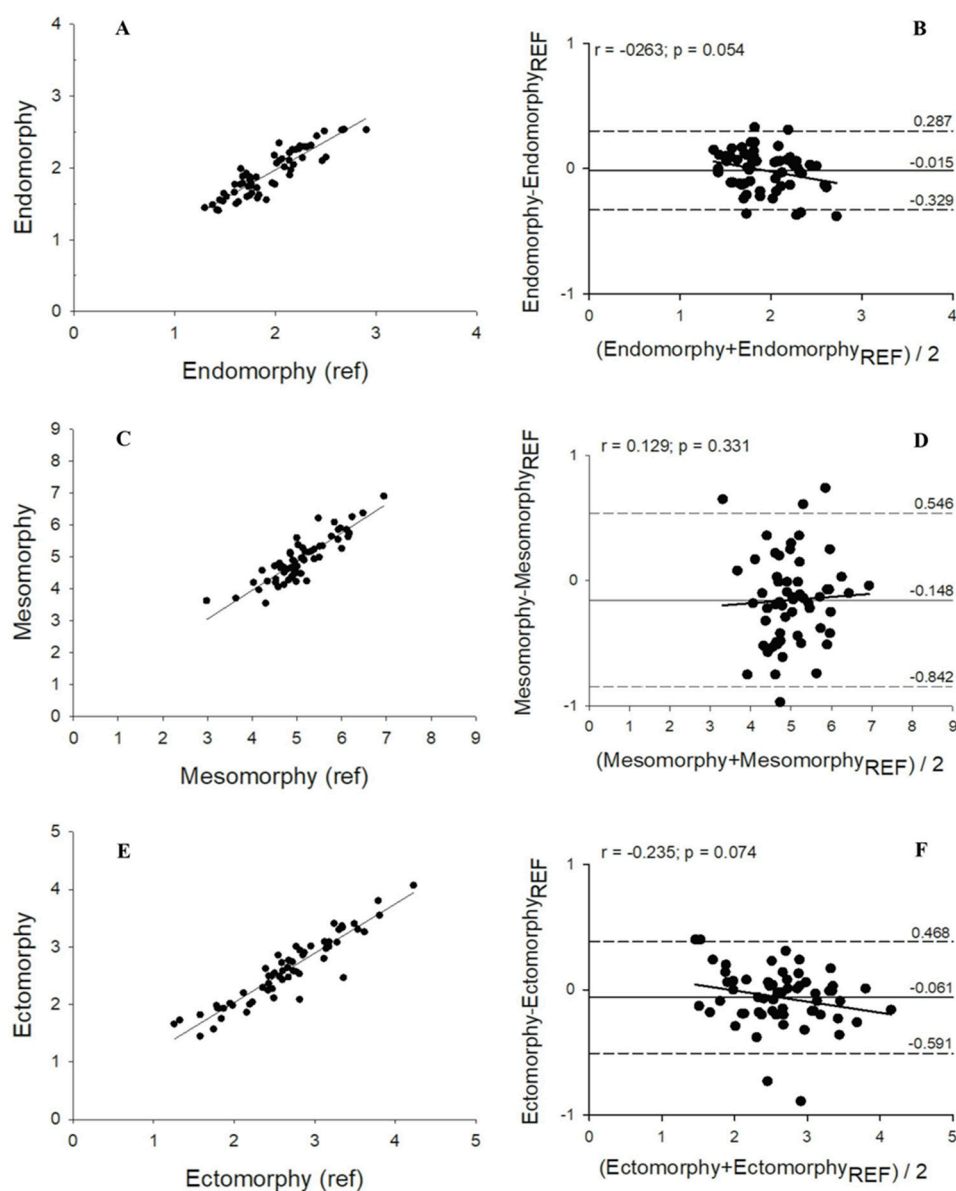 A
Endomorphy
4
3
2
1
0
0 1 2 3 4
Endomorphy (ref)
B
r = -0263; p = 0.054
Endomorphy-EndomorphyREF
1
0
-1
0.287
-0.015
-0.329
0 1 2 3 4
(Endomorphy+EndomorphyREF) / 2
C
Mesomorphy
9
8
7
6
5
4
3
2
1
0
0 1 2 3 4 5 6 7 8 9
Mesomorphy (ref)
D
r = 0.129; p = 0.331
Mesomorphy-MesomorphyREF
1
0
-1
0.546
-0.148
-0.842
0 1 2 3 4 5 6 7 8 9
(Mesomorphy+MesomorphyREF) / 2
E
Ectomorphy
5
4
3
2
1
0
0 1 2 3 4 5
Ectomorphy (ref)
F
r = -0.235; p = 0.074
Ectomorphy-EctomorphyREF
1
0
-1
0.468
-0.061
-0.591
0 1 2 3 4 5
(Ectomorphy+EctomorphyREF) / 2